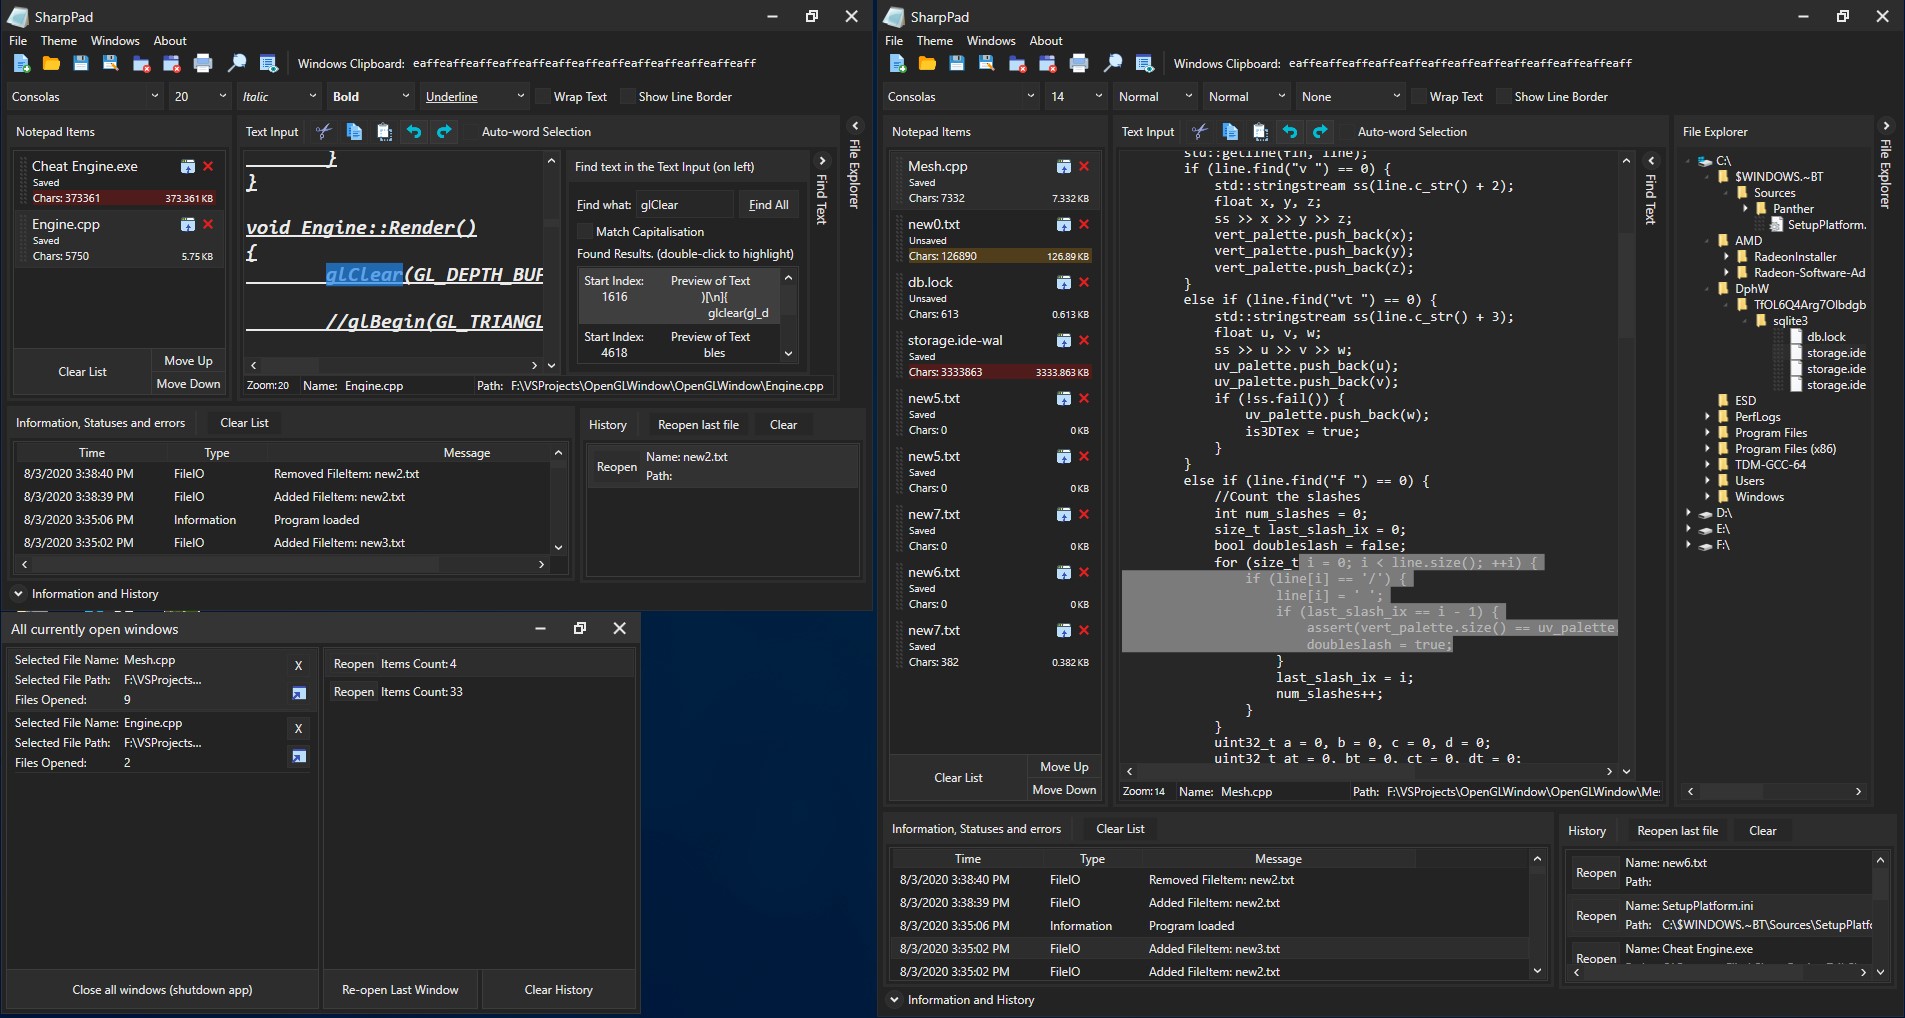 SharpPad
File Theme Windows About
Windows Clipboard: eaffeaffeaffeaffeaffeaffeaffeaffeaffeaffeaffeaffeaff
Consolas 20 Italic Bold Underline Wrap Text Show Line Border
Notepad Items
Cheat Engine.exe
Saved
Chars: 373361 373.361 KB
Engine.cpp
Saved
Chars: 5750 5.75 KB
Clear List
Move Up
Move Down
Text Input Auto-word Selection
}
}
void Engine::Render()
{
glClear(GL_DEPTH_BUF
//glBegin(GL_TRIANGL
Zoom: 20 Name: Engine.cpp Path: F:\VSProjects\OpenGLWindow\OpenGLWindow\Engine.cpp
Find text in the Text Input (on left)
Find what: glClear Find All
Match Capitalisation
Found Results. (double-click to highlight)
Start Index: Preview of Text
1616 )[\n]{
glclear(gl_d
Start Index: Preview of Text
4618 bles
Find Text
File Explorer
Information, Statuses and errors Clear List
Time Type Message
8/3/2020 3:38:40 PM FileIO Removed FileItem: new2.txt
8/3/2020 3:38:39 PM FileIO Added FileItem: new2.txt
8/3/2020 3:35:06 PM Information Program loaded
8/3/2020 3:35:02 PM FileIO Added FileItem: new3.txt
History Reopen last file Clear
Reopen
Name: new2.txt
Path:
Information and History
All currently open windows
Selected File Name: Mesh.cpp X
Selected File Path: F:\VSProjects...
Files Opened: 9
Selected File Name: Engine.cpp X
Selected File Path: F:\VSProjects...
Files Opened: 2
Reopen Items Count: 4
Reopen Items Count: 33
Close all windows (shutdown app)
Re-open Last Window
Clear History
SharpPad
File Theme Windows About
Windows Clipboard: eaffeaffeaffeaffeaffeaffeaffeaffeaffeaffeaffeaffeaff
Consolas 14 Normal Normal None Wrap Text Show Line Border
Notepad Items
Mesh.cpp
Saved
Chars: 7332 7.332 KB
new0.txt
Unsaved
Chars: 126890 126.89 KB
db.lock
Unsaved
Chars: 613 0.613 KB
storage.ide-wal
Saved
Chars: 3333863 3333.863 KB
new5.txt
Saved
Chars: 0 0 KB
new5.txt
Saved
Chars: 0 0 KB
new7.txt
Saved
Chars: 0 0 KB
new6.txt
Saved
Chars: 0 0 KB
new7.txt
Saved
Chars: 382 0.382 KB
Clear List
Move Up
Move Down
Text Input Auto-word Selection
std::getline(fin, line);
if (line.find("v ") == 0) {
std::stringstream ss(line.c_str() + 2);
float x, y, z;
ss >> x >> y >> z;
vert_palette.push_back(x);
vert_palette.push_back(y);
vert_palette.push_back(z);
}
else if (line.find("vt ") == 0) {
std::stringstream ss(line.c_str() + 3);
float u, v, w;
ss >> u >> v >> w;
uv_palette.push_back(u);
uv_palette.push_back(v);
if (!ss.fail()) {
uv_palette.push_back(w);
is3DTex = true;
}
}
else if (line.find("f ") == 0) {
//Count the slashes
int num_slashes = 0;
size_t last_slash_ix = 0;
bool doubleslash = false;
for (size_t i = 0; i < line.size(); ++i) {
if (line[i] == '/') {
line[i] = ' ';
if (last_slash_ix == i - 1) {
assert(vert_palette.size() == uv_palette
doubleslash = true;
}
last_slash_ix = i;
num_slashes++;
}
}
uint32_t a = 0, b = 0, c = 0, d = 0;
uint32_t at = 0, bt = 0, ct = 0, dt = 0;
Zoom: 14 Name: Mesh.cpp Path: F:\VSProjects\OpenGLWindow\OpenGLWindow\Mes
Find Text
File Explorer
C:\
$WINDOWS.~BT
Sources
Panther
SetupPlatform.
AMD
RadeonInstaller
Radeon-Software-Ad
DphW
TfOL6Q4Arg7Olbdgb
sqlite3
db.lock
storage.ide
storage.ide
storage.ide
ESD
PerfLogs
Program Files
Program Files (x86)
TDM-GCC-64
Users
Windows
D:\
E:\
F:\
File Explorer
Information, Statuses and errors Clear List
Time Type Message
8/3/2020 3:38:40 PM FileIO Removed FileItem: new2.txt
8/3/2020 3:38:39 PM FileIO Added FileItem: new2.txt
8/3/2020 3:35:06 PM Information Program loaded
8/3/2020 3:35:02 PM FileIO Added FileItem: new3.txt
8/3/2020 3:35:02 PM FileIO Added FileItem: new2.txt
History Reopen last file Clear
Reopen
Name: new6.txt
Path:
Reopen
Name: SetupPlatform.ini
Path: C:\$WINDOWS.~BT\Sources\SetupPlatfo
Reopen
Name: Cheat Engine.exe
Information and History